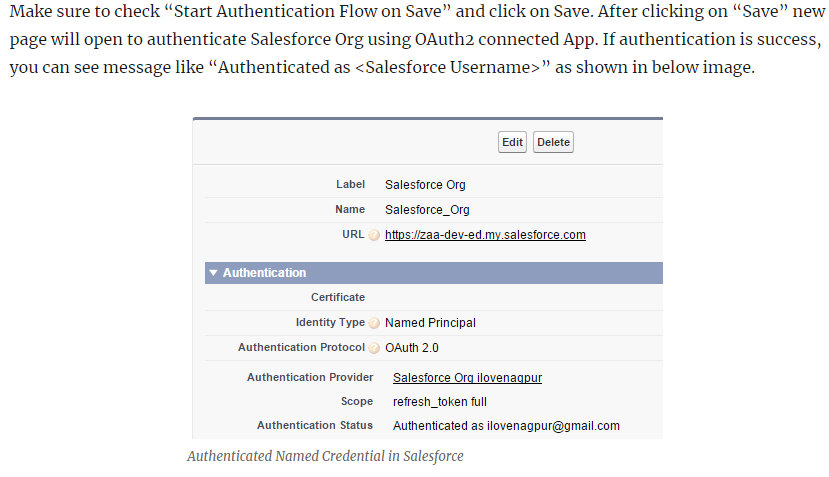 Make sure to check “Start Authentication Flow on Save” and click on Save. After clicking on “Save” new
page will open to authenticate Salesforce Org using OAuth2 connected App. If authentication is success,
you can see message like “Authenticated as <Salesforce Username>” as shown in below image.
Edit Delete
Label Salesforce Org
Name Salesforce_Org
URL https://zaa-dev-ed.my.salesforce.com
Authentication
Certificate
Identity Type Named Principal
Authentication Protocol OAuth 2.0
Authentication Provider Salesforce Org ilovenagpur
Scope refresh_token full
Authentication Status Authenticated as ilovenagpur@gmail.com
Authenticated Named Credential in Salesforce